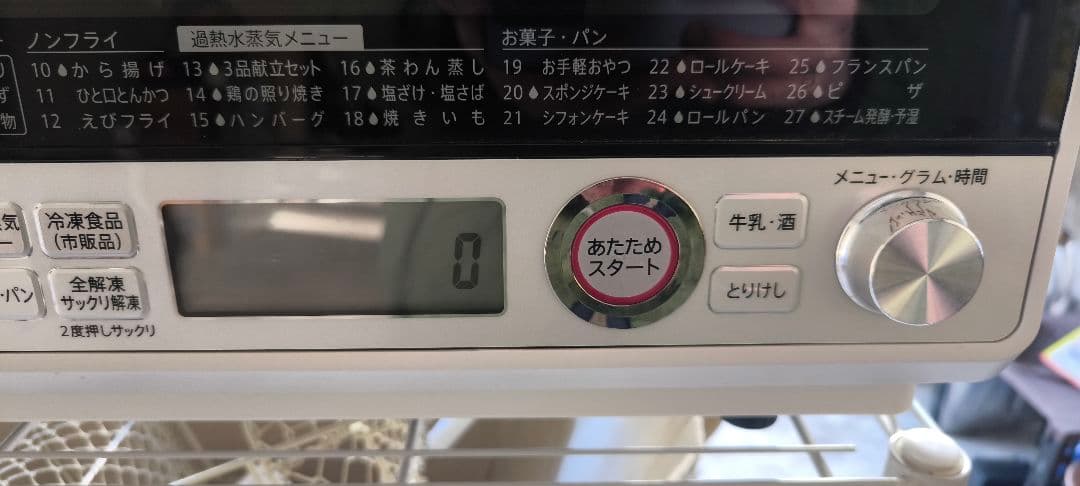 ノンフライ
過熱水蒸気メニュー
お菓子・パン
10 から揚げ 13 3品献立セット 16 茶わん蒸し 19 お手軽おやつ 22 ロールケーキ 25 フランスパン
11 ひと口とんかつ 14 鶏の照り焼き 17 塩ざけ・塩さば 20 スポンジケーキ 23 シュークリーム 26 ピザ
12 えびフライ 15 ハンバーグ 18 焼きいも 21 シフォンケーキ 24 ロールパン 27 スチーム発酵・予湿
メニュー・グラム・時間
冷凍食品
(市販品)
全解凍
サックリ解凍
2度押しサックリ
0
あたため
スタート
牛乳・酒
とりけし
・パン